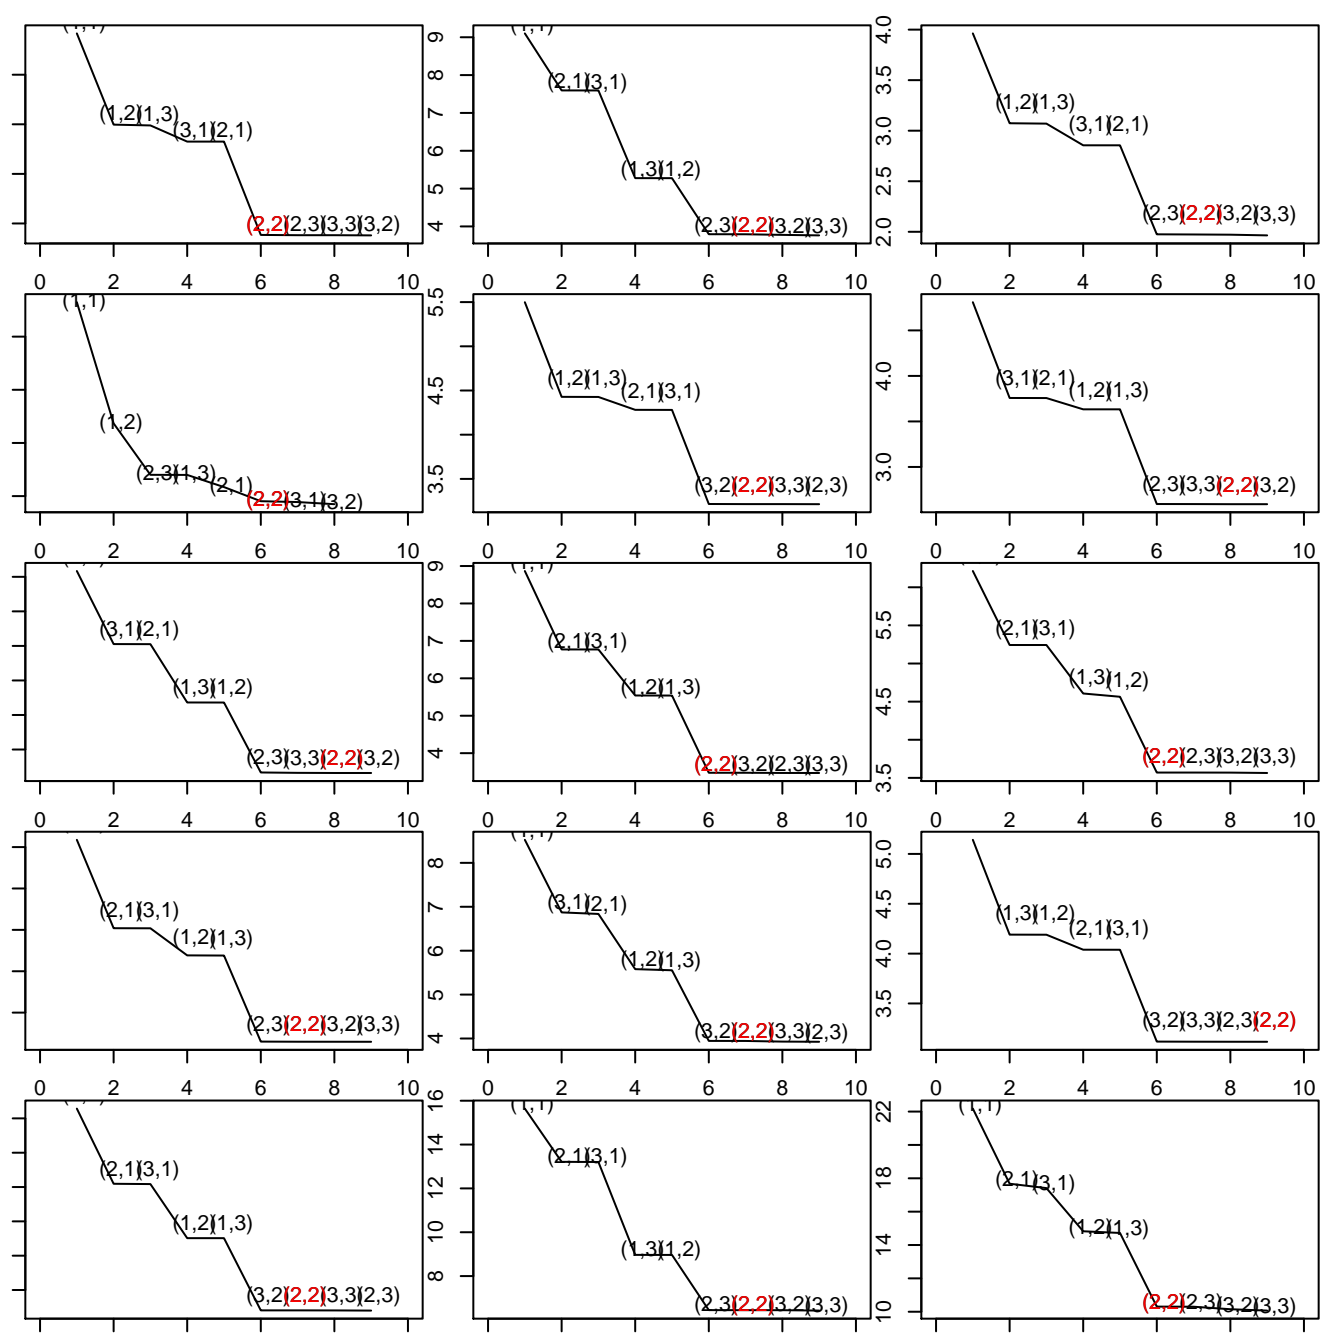 (1,1) (1,2) (1,3) (3,1) (2,1) (2,2) (2,3) (3,3) (3,2)
9 8 7 6 5 4 (1,1) (2,1) (3,1) (1,3) (1,2) (2,3) (2,2) (3,2) (3,3)
4.0 3.5 3.0 2.5 2.0 (1,2) (1,3) (3,1) (2,1) (2,3) (2,2) (3,2) (3,3)
0 2 4 6 8 10 0 2 4 6 8 10 0 2 4 6 8 10
(1,1) (1,2) (2,3) (1,3) (2,1) (2,2) (3,1) (3,2)
5.5 4.5 3.5 (1,2) (1,3) (2,1) (3,1) (3,2) (2,2) (3,3) (2,3)
4.0 3.0 (3,1) (2,1) (1,2) (1,3) (2,3) (3,3) (2,2) (3,2)
0 2 4 6 8 10 0 2 4 6 8 10 0 2 4 6 8 10
(3,1) (2,1) (1,3) (1,2) (2,3) (3,3) (2,2) (3,2)
9 8 7 6 5 4 (1,1) (2,1) (3,1) (1,2) (1,3) (2,2) (3,2) (2,3) (3,3)
5.5 4.5 3.5 (2,1) (3,1) (1,3) (1,2) (2,2) (2,3) (3,2) (3,3)
0 2 4 6 8 10 0 2 4 6 8 10 0 2 4 6 8 10
(2,1) (3,1) (1,2) (1,3) (2,3) (2,2) (3,2) (3,3)
8 7 6 5 4 (1,1) (3,1) (2,1) (1,2) (1,3) (3,2) (2,2) (3,3) (2,3)
5.0 4.5 4.0 3.5 (1,3) (1,2) (2,1) (3,1) (3,2) (3,3) (2,3) (2,2)
0 2 4 6 8 10 0 2 4 6 8 10 0 2 4 6 8 10
(2,1) (3,1) (1,2) (1,3) (3,2) (2,2) (3,3) (2,3)
16 14 12 10 8 (1,1) (2,1) (3,1) (1,3) (1,2) (2,3) (2,2) (3,2) (3,3)
22 18 14 10 (1,1) (2,1) (3,1) (1,2) (1,3) (2,2) (2,3) (3,2) (3,3)